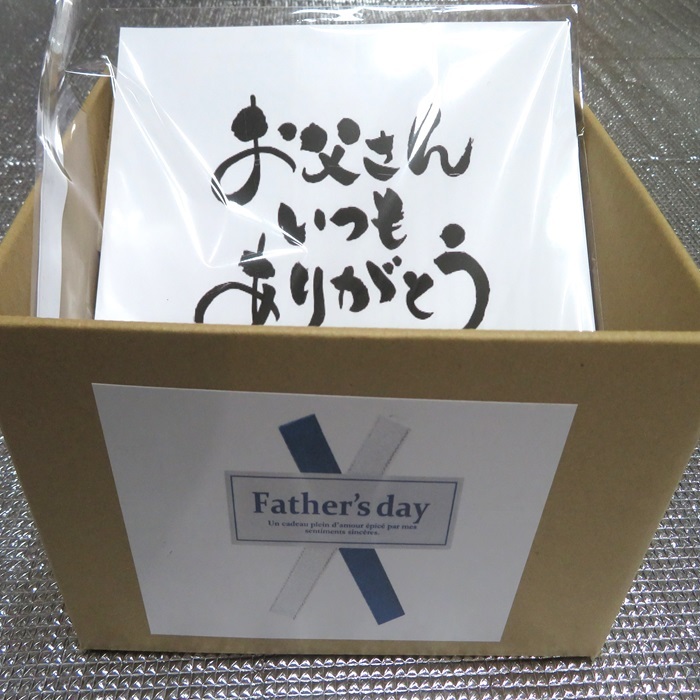 お父さん
いつも
ありがとう
Father's day
Un cadeau plein d'amour épicé par mes
sentiments sincères.